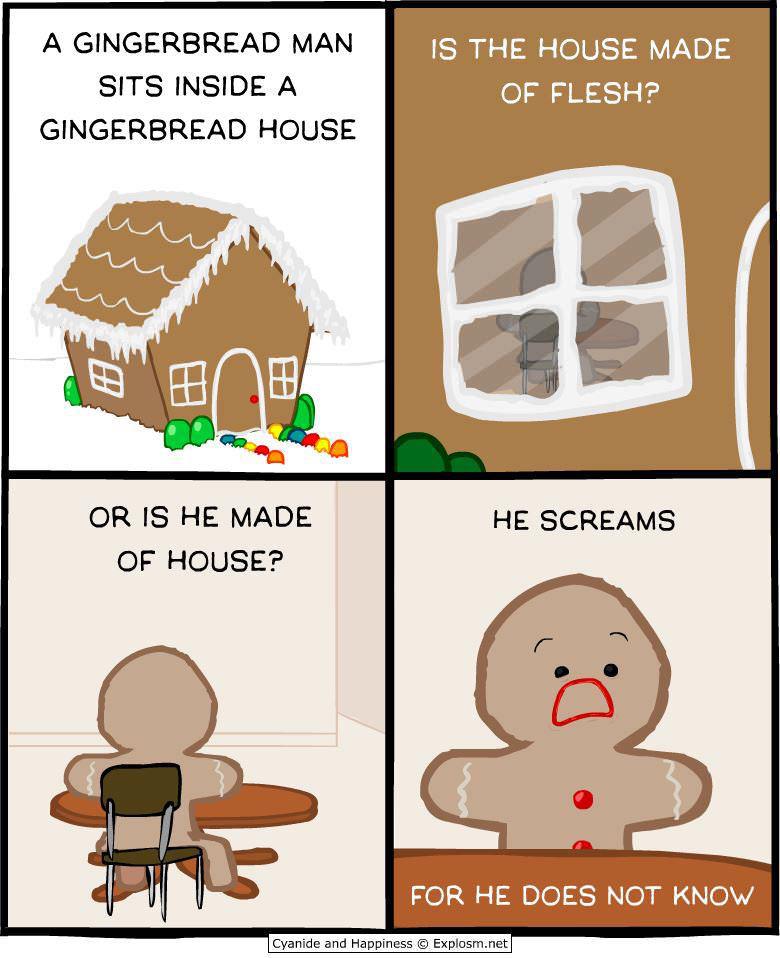 A GINGERBREAD MAN
SITS INSIDE A
GINGERBREAD HOUSE
IS THE HOUSE MADE
OF FLESH?
OR IS HE MADE
OF HOUSE?
HE SCREAMS
FOR HE DOES NOT KNOW
Cyanide and Happiness © Explosm.net